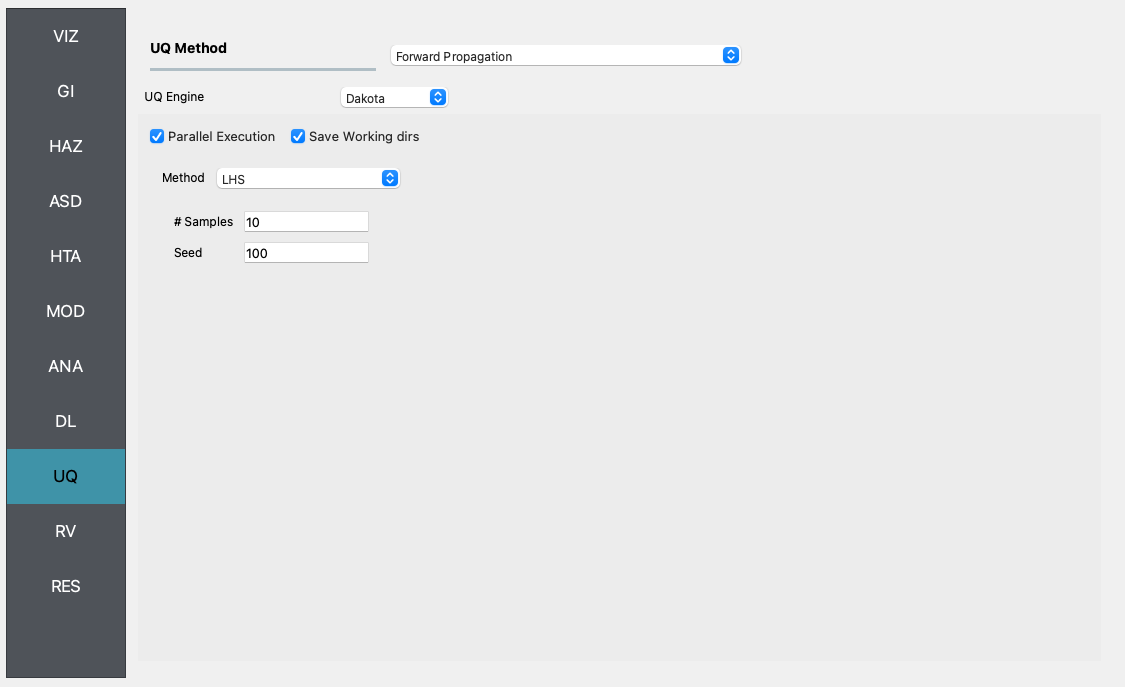 VIZ
GI
HAZ
ASD
HTA
MOD
ANA
DL
UQ
RV
RES
UQ Method
Forward Propagation
UQ Engine
Dakota
Parallel Execution
Save Working dirs
Method
LHS
# Samples
10
Seed
100